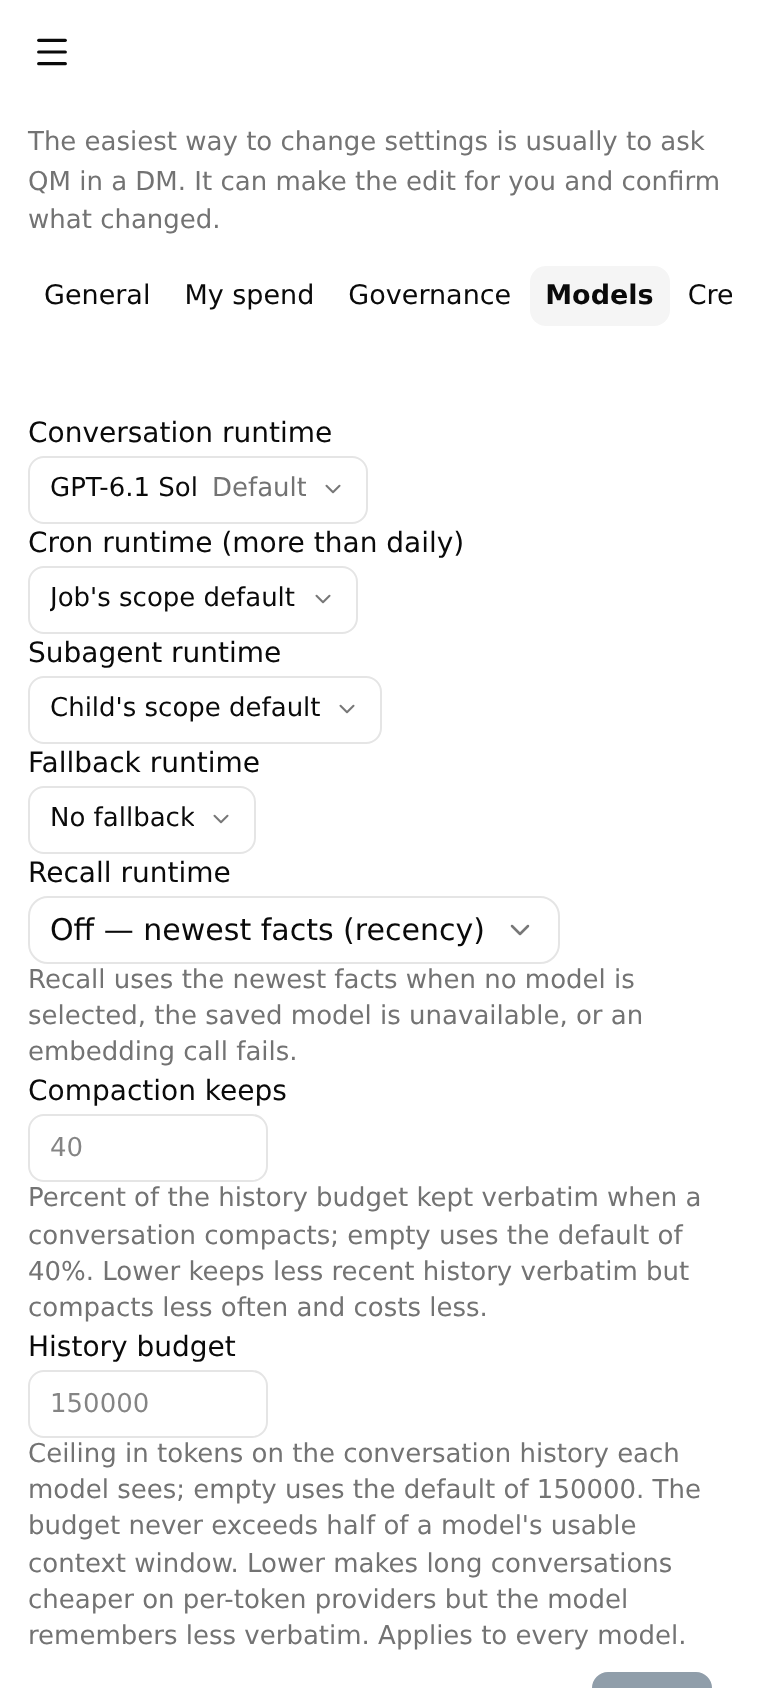 The easiest way to change settings is usually to ask
QM in a DM. It can make the edit for you and confirm
what changed.
General My spend Governance Models Cre
Conversation runtime
GPT-6.1 Sol Default
Cron runtime (more than daily)
Job's scope default
Subagent runtime
Child's scope default
Fallback runtime
No fallback
Recall runtime
Off — newest facts (recency)
Recall uses the newest facts when no model is
selected, the saved model is unavailable, or an
embedding call fails.
Compaction keeps
40
Percent of the history budget kept verbatim when a
conversation compacts; empty uses the default of
40%. Lower keeps less recent history verbatim but
compacts less often and costs less.
History budget
150000
Ceiling in tokens on the conversation history each
model sees; empty uses the default of 150000. The
budget never exceeds half of a model's usable
context window. Lower makes long conversations
cheaper on per-token providers but the model
remembers less verbatim. Applies to every model.